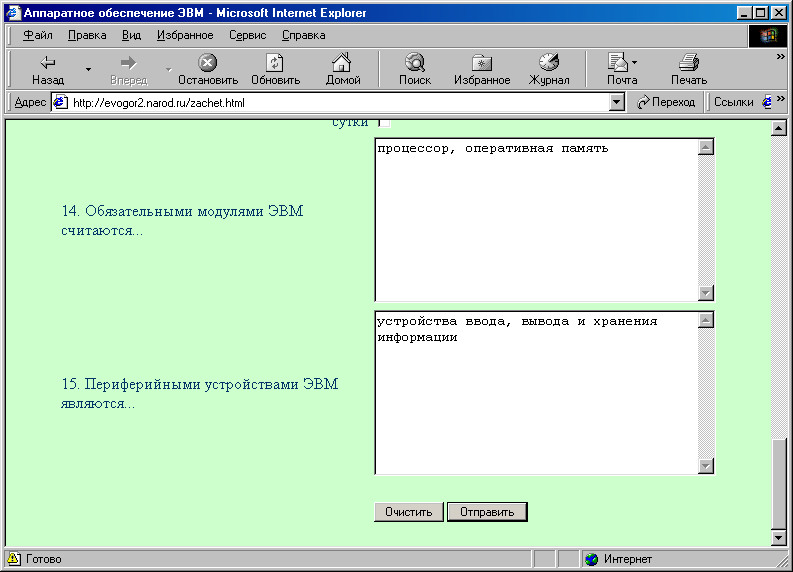 Аппаратное обеспечение ЭВМ - Microsoft Internet Explorer
Файл Правка Вид Избранное Сервис Справка
Назад Вперед Остановить Обновить Домой Поиск Избранное Журнал Почта Печать »
Адрес http://evogor2.narod.ru/zachet.html Переход Ссылки »
сутки
процессор, оперативная память
14. Обязательными модулями ЭВМ
считаются...
устройства ввода, вывода и хранения
информации
15. Периферийными устройствами ЭВМ
являются...
Очистить Отправить
Готово Интернет